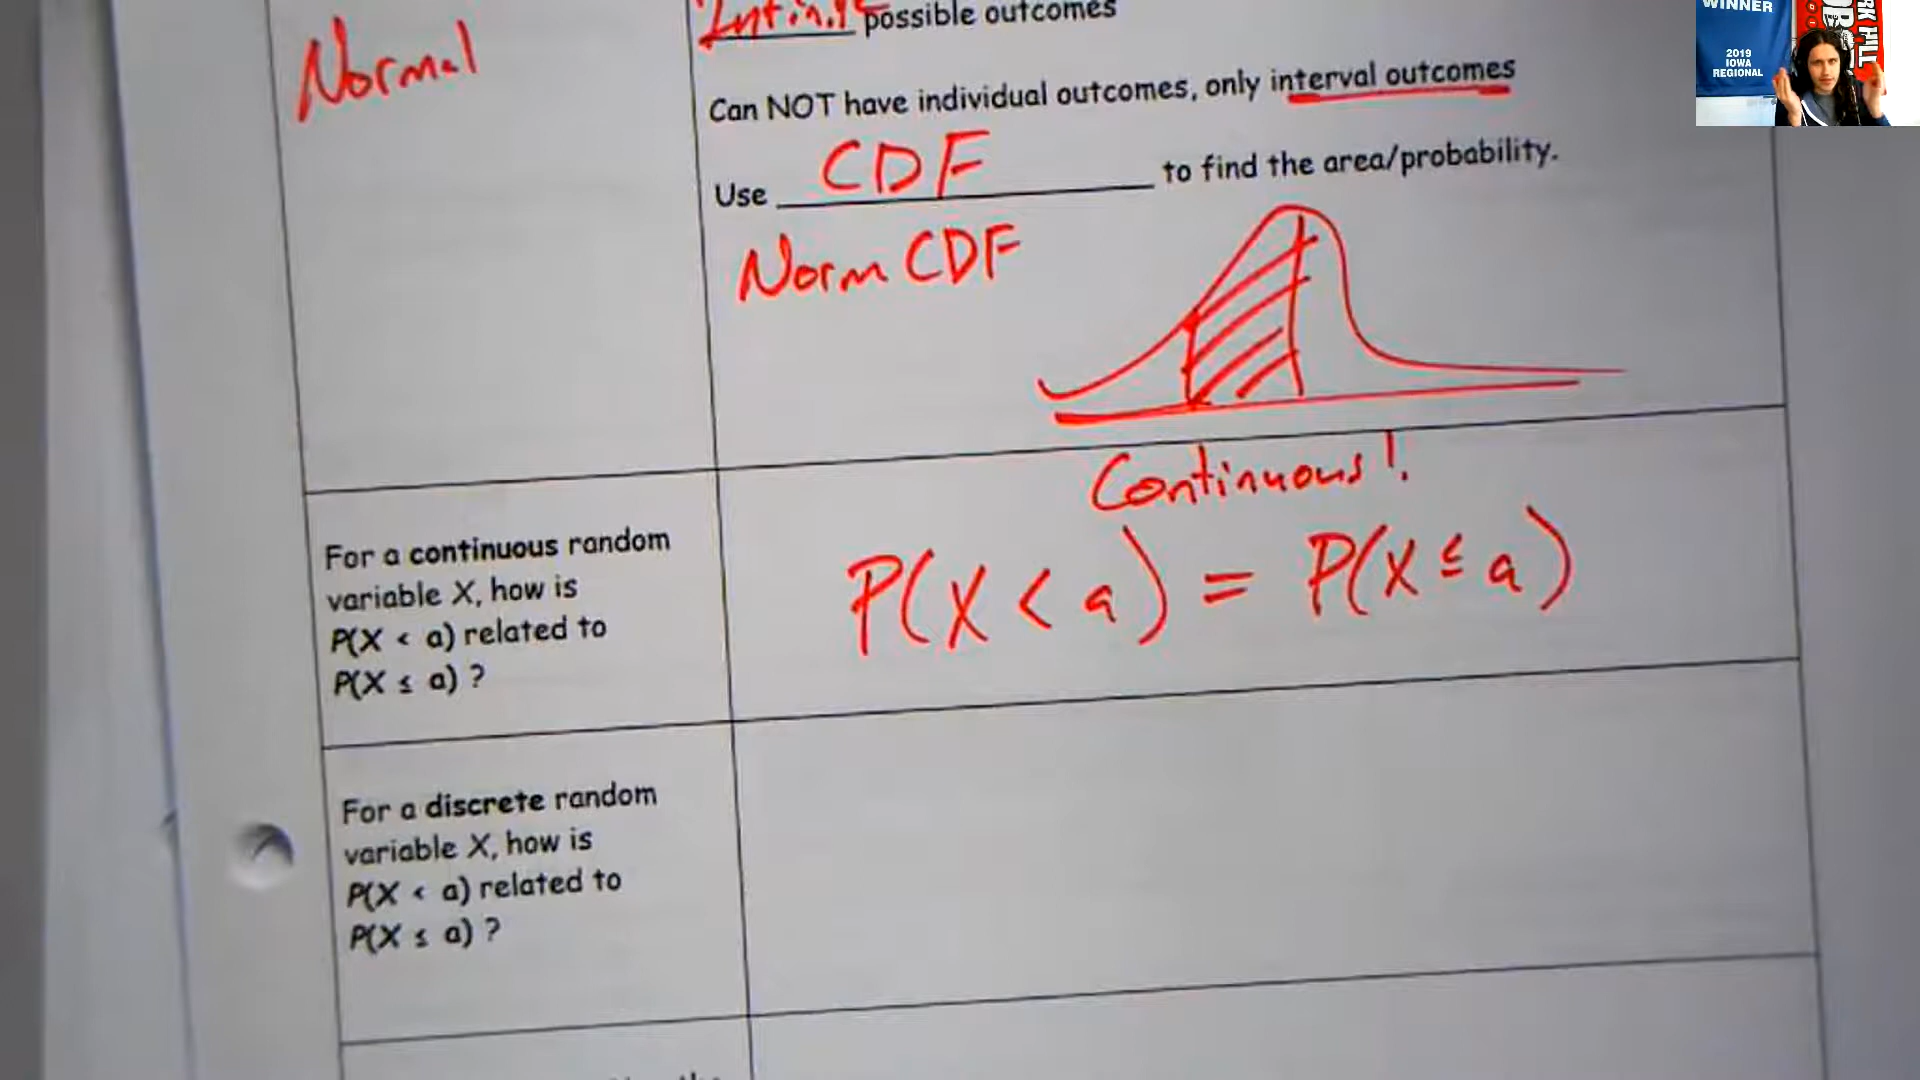 Infinite possible outcomes
Normal
Can NOT have individual outcomes, only interval outcomes
Use CDF to find the area/probability.
Norm CDF
Continuous!
For a continuous random
variable X, how is
P(X < a) related to
P(X ≤ a) ?
P(X < a) = P(X ≤ a)
For a discrete random
variable X, how is
P(X < a) related to
P(X ≤ a) ?
WINNER
2019
IOWA
REGIONAL